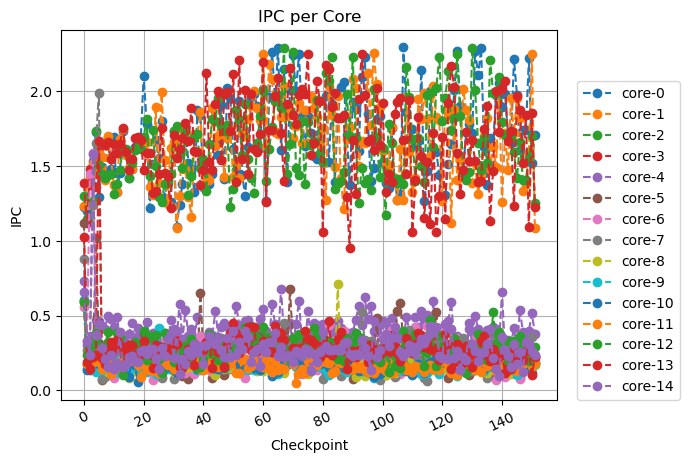 IPC per Core
IPC
2.0
1.5
1.0
0.5
0.0
0
20
40
60
80
100
120
140
Checkpoint
core-0
core-1
core-2
core-3
core-4
core-5
core-6
core-7
core-8
core-9
core-10
core-11
core-12
core-13
core-14